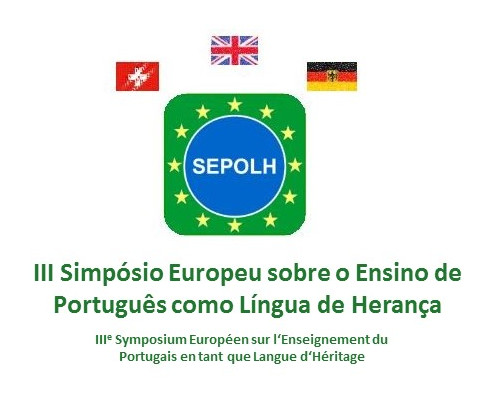 SEPOLH
III Simpósio Europeu sobre o Ensino de
Português como Língua de Herança
IIIᵉ Symposium Européen sur l‘Enseignement du
Portugais en tant que Langue d‘Héritage